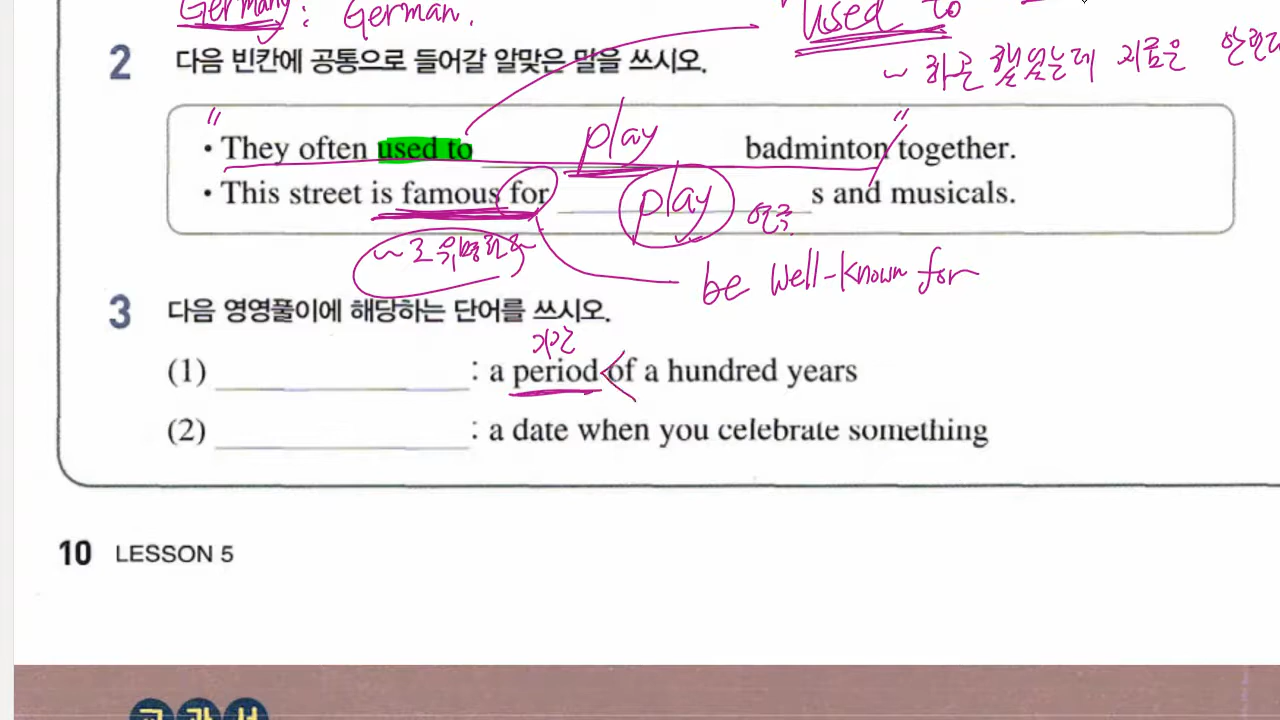 Germany : German.
used to
2 다음 빈칸에 공통으로 들어갈 알맞은 말을 쓰시오.
~ 하곤 했었는데 지금은 안한다
• They often used to play badminton together.
• This street is famous for play s and musicals.
연극
~로 유명한
be well-known for
3 다음 영영풀이에 해당하는 단어를 쓰시오.
기간
(1) : a period of a hundred years
(2) : a date when you celebrate something
10 LESSON 5
교과서